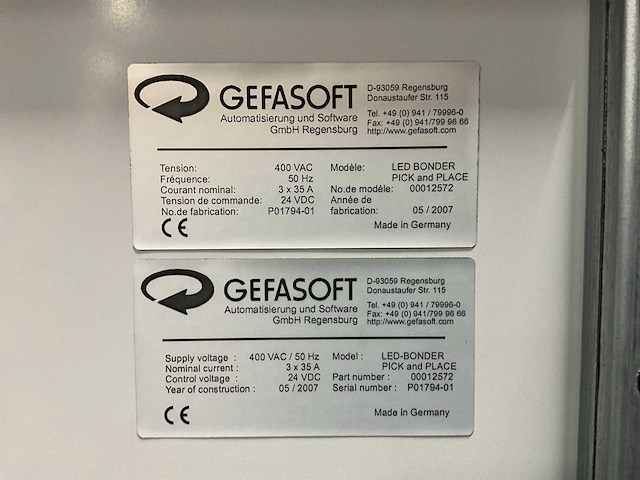 GEFASOFT
Automatisierung und Software
GmbH Regensburg
D-93059 Regensburg
Donaustaufer Str. 115
Tel. +49 (0) 941 / 79996-0
Fax: +49 (0) 941/799 96 66
http://www.gefasoft.com
Tension: 400 VAC Modèle: LED BONDER
Fréquence: 50 Hz PICK and PLACE
Courant nominal: 3 x 35 A No.de modèle: 00012572
Tension de commande: 24 VDC Année de
No.de fabrication: P01794-01 fabrication: 05 / 2007
CE Made in Germany
GEFASOFT
Automatisierung und Software
GmbH Regensburg
D-93059 Regensburg
Donaustaufer Str. 115
Tel. +49 (0) 941 / 79996-0
Fax: +49 (0) 941/799 96 66
http://www.gefasoft.com
Supply voltage : 400 VAC / 50 Hz Model : LED-BONDER
Nominal current : 3 x 35 A PICK and PLACE
Control voltage : 24 VDC Part number : 00012572
Year of construction : 05 / 2007 Serial number : P01794-01
CE Made in Germany